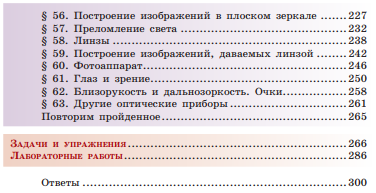 § 56. Построение изображений в плоском зеркале ......227
§ 57. Преломление света ......232
§ 58. Линзы ......238
§ 59. Построение изображений, даваемых линзой ......242
§ 60. Фотоаппарат ......246
§ 61. Глаз и зрение ......250
§ 62. Близорукость и дальнозоркость. Очки ......258
§ 63. Другие оптические приборы ......261
Повторим пройденное ......265
ЗАДАЧИ И УПРАЖНЕНИЯ ......266
ЛАБОРАТОРНЫЕ РАБОТЫ ......286
Ответы ......300